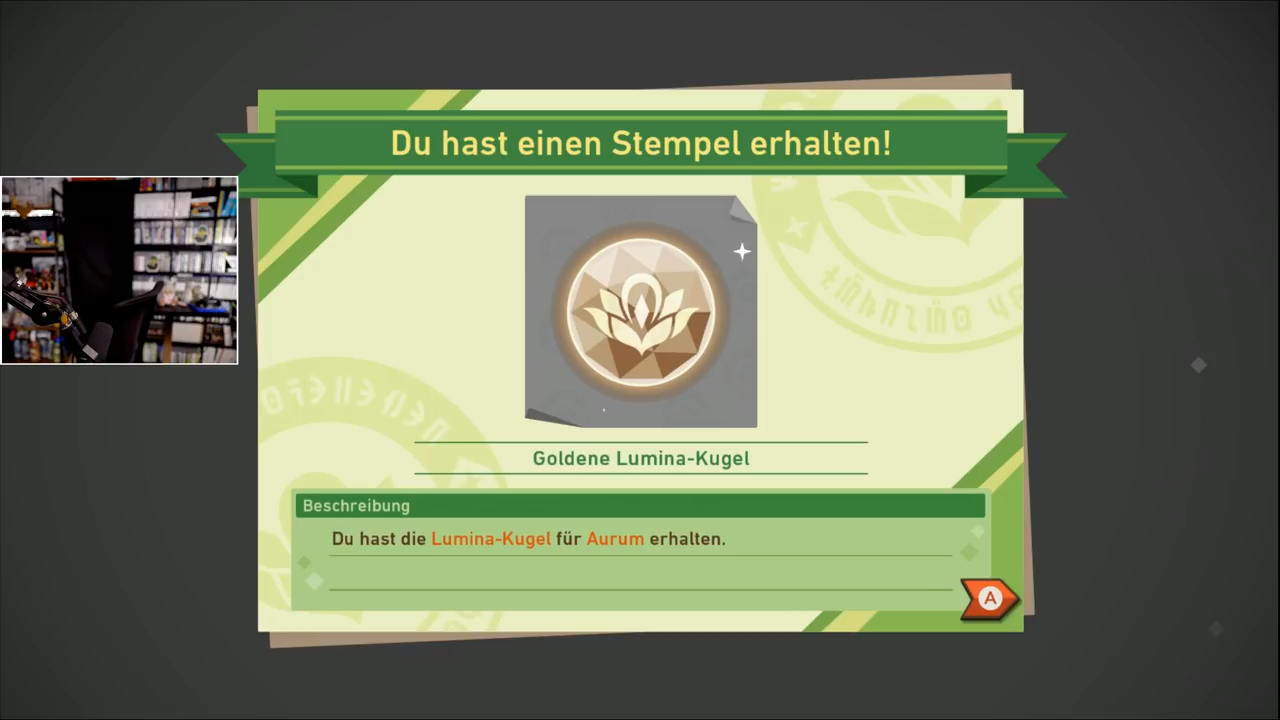 Du hast einen Stempel erhalten!
Goldene Lumina-Kugel
Beschreibung
Du hast die Lumina-Kugel für Aurum erhalten.
A